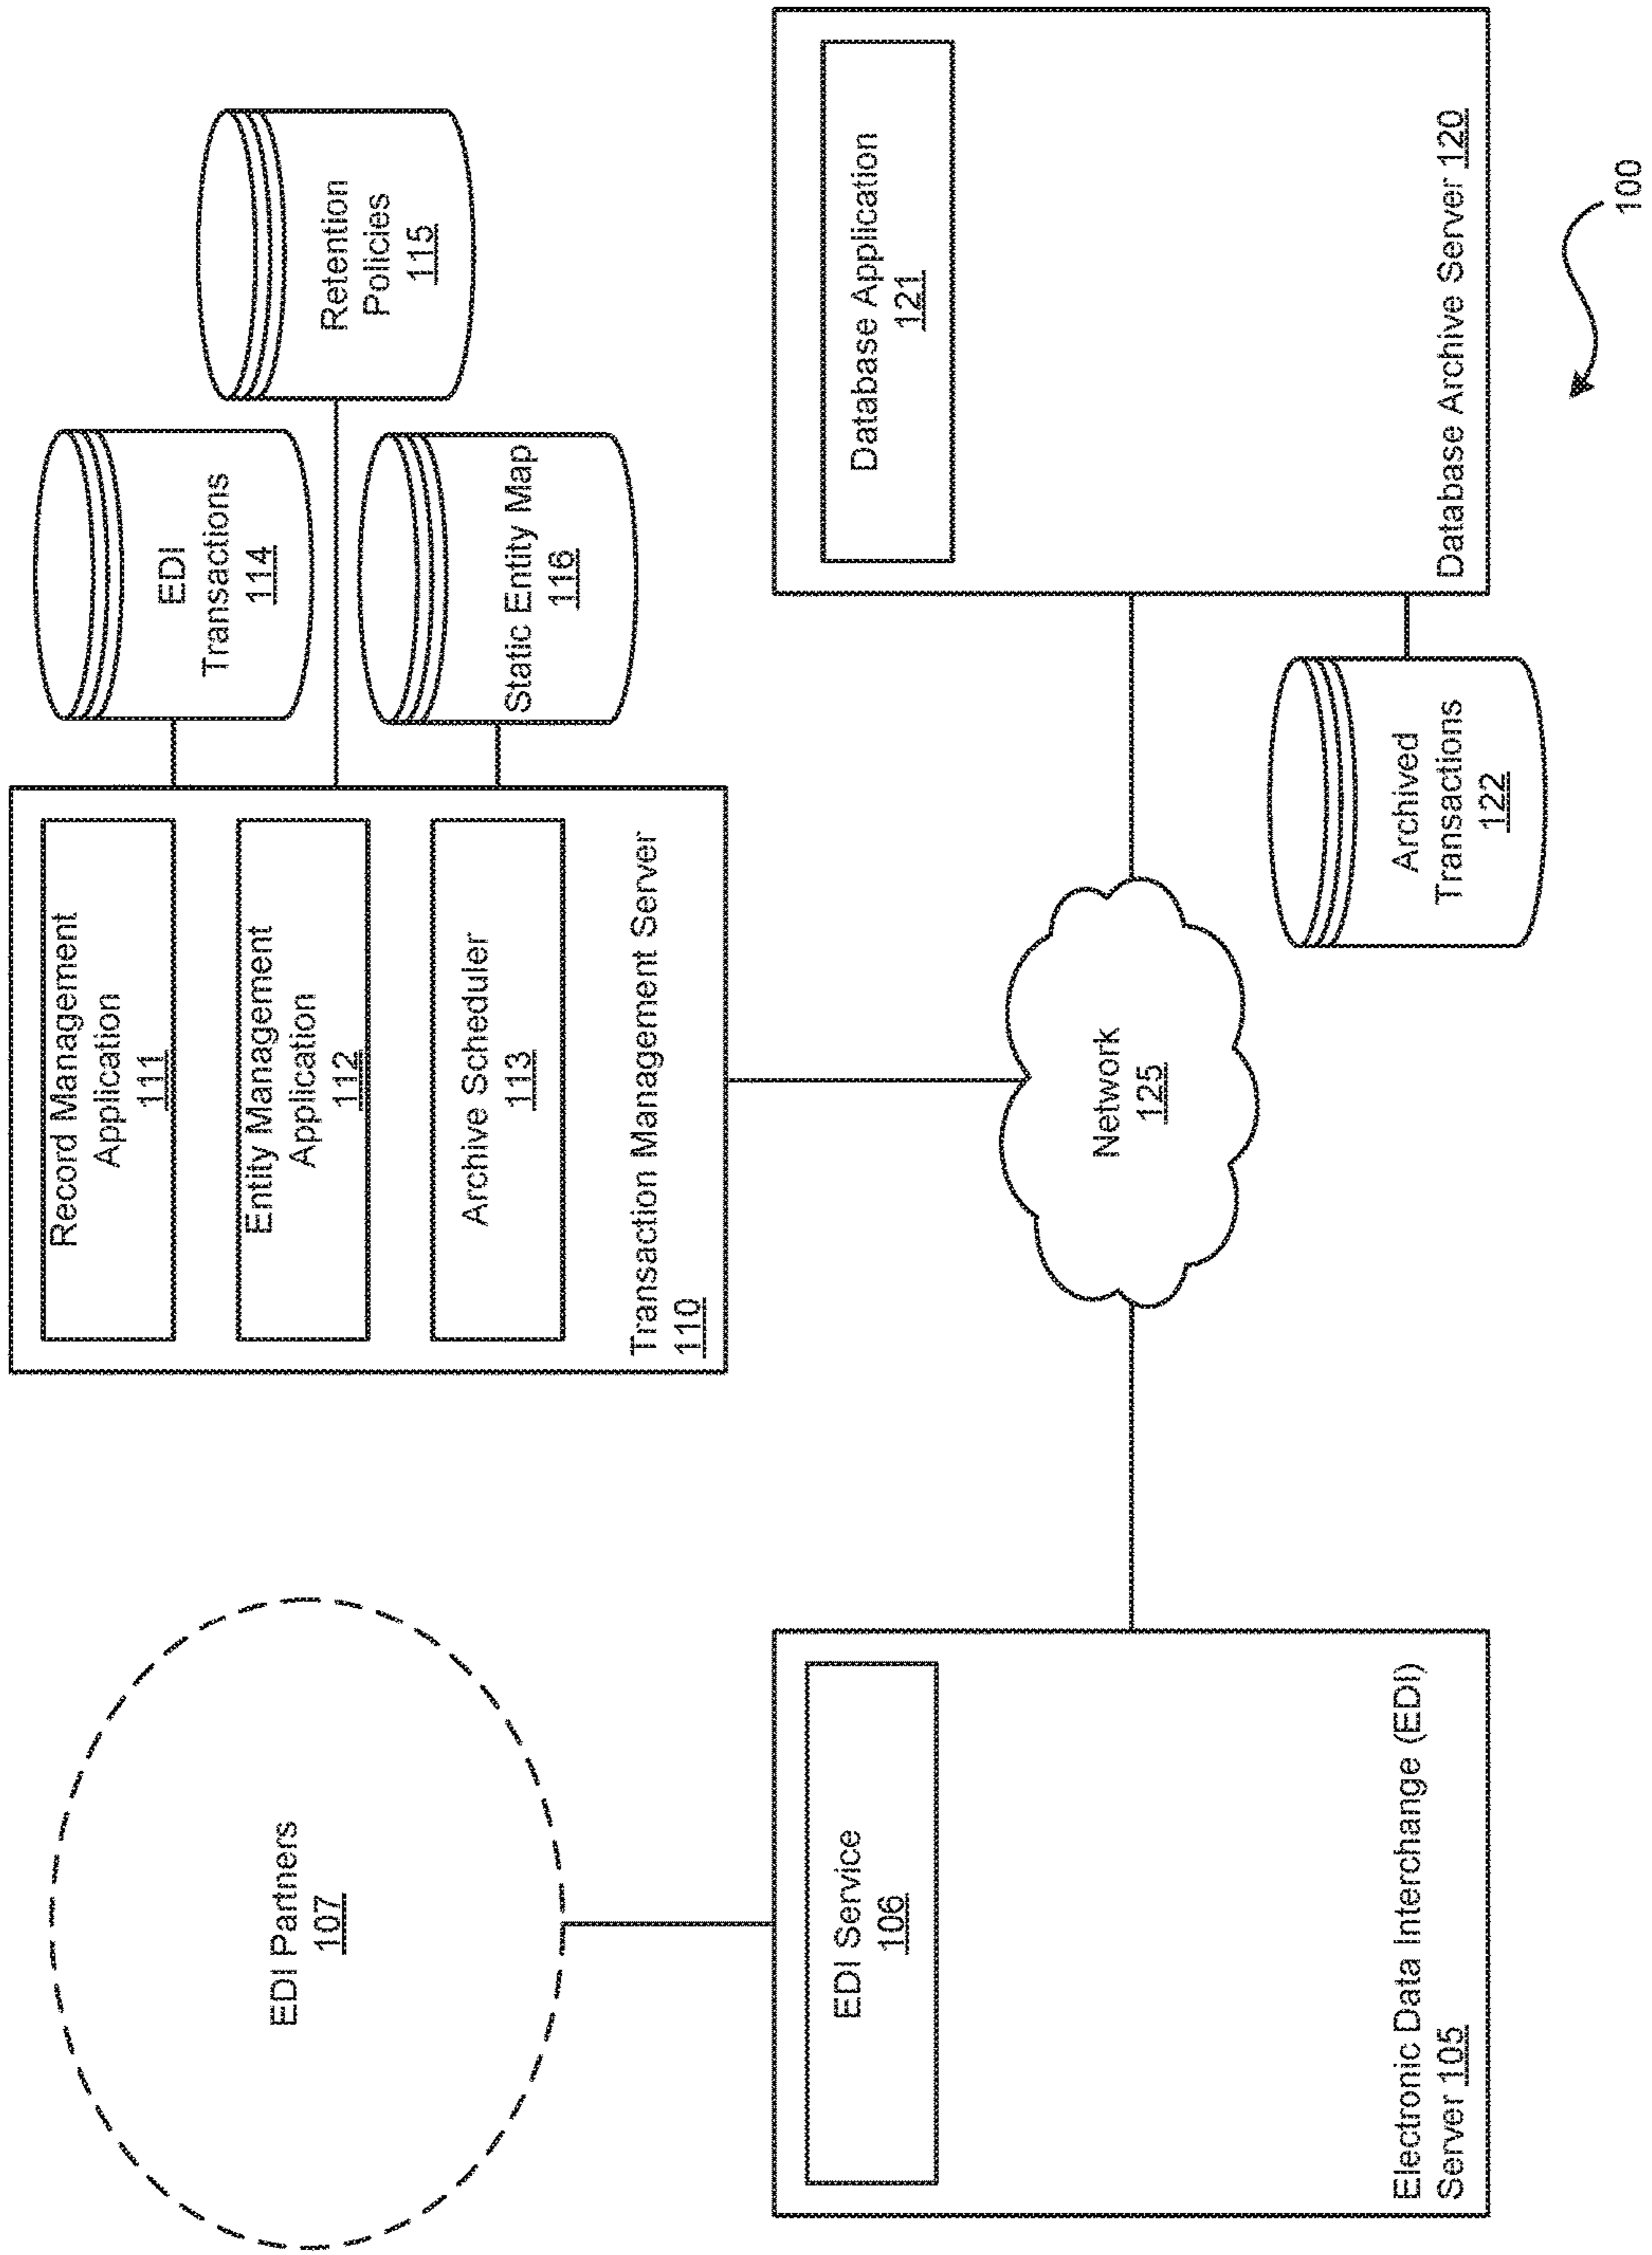 EDI Partners
107
EDI Service
106
Electronic Data Interchange (EDI)
Server 105
Record Management
Application
111
Entity Management
Application
112
Archive Scheduler
113
Transaction Management Server
110
EDI
Transactions
114
Retention
Policies
115
Static Entity Map
116
Network
125
Archived
Transactions
122
Database Application
121
Database Archive Server 120
100